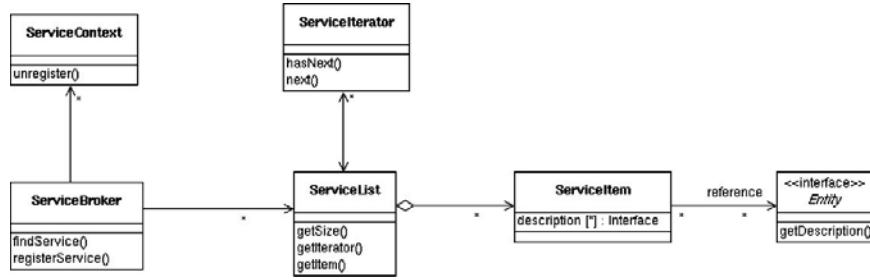 ServiceContext
unregister()
*
ServiceIterator
hasNext()
next()
*
ServiceBroker
findService()
registerService()
*
ServiceList
getSize()
getIterator()
getItem()
*
ServiceItem
description [*] : Interface
*
reference
*
<<interface>>
Entity
getDescription()